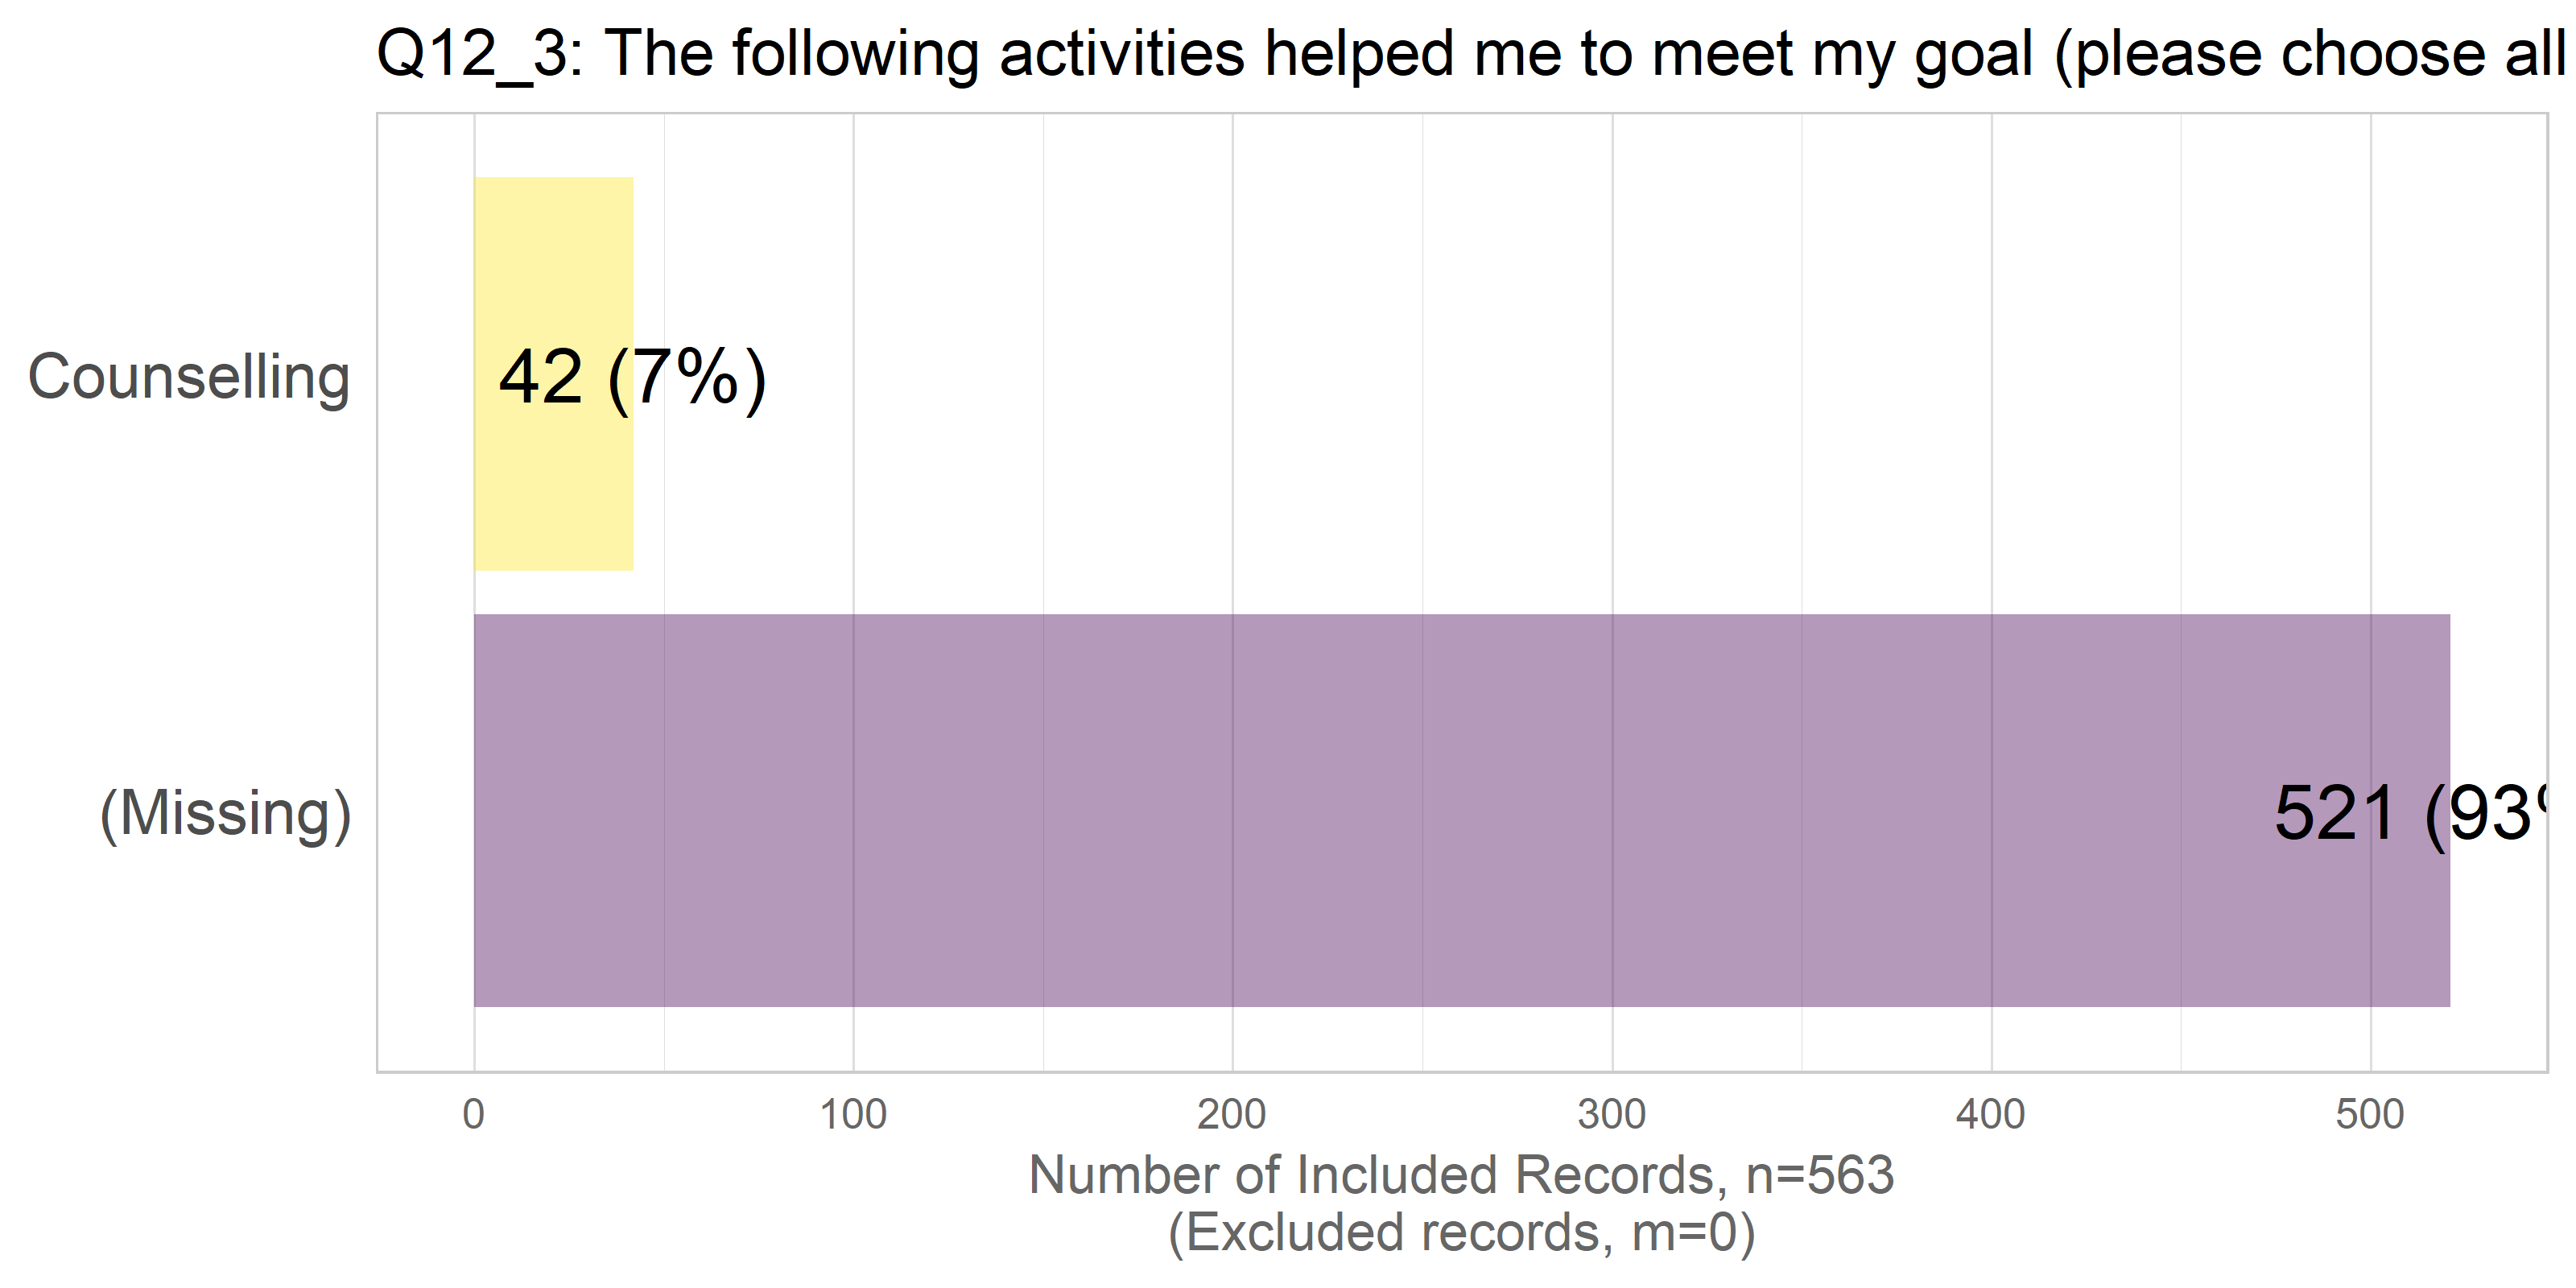 Q12_3: The following activities helped me to meet my goal (please choose all
Counselling
42 (7%)
(Missing)
521 (93%
0 100 200 300 400 500
Number of Included Records, n=563
(Excluded records, m=0)